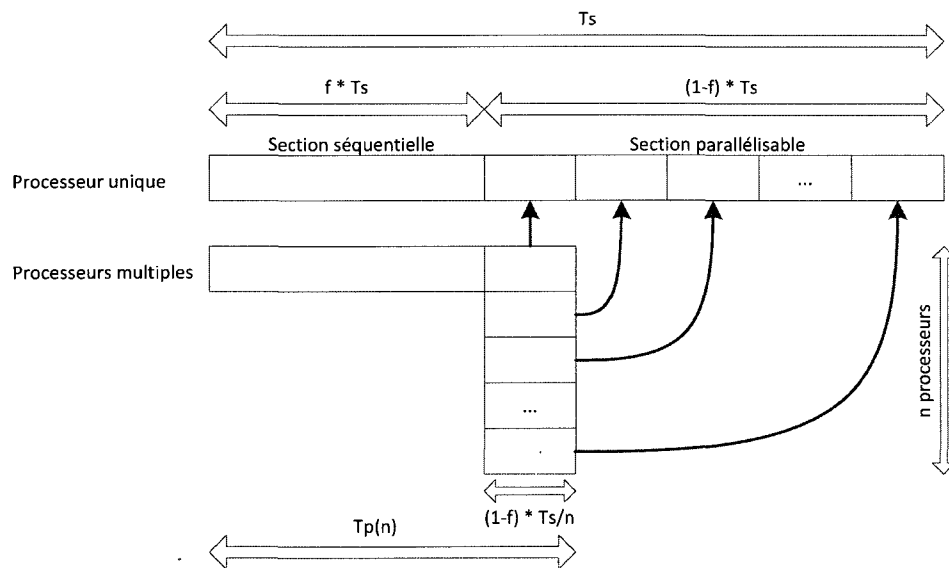 Ts
f * Ts
(1-f) * Ts
Section séquentielle
Section parallélisable
Processeur unique
...
Processeurs multiples
...
n processeurs
(1-f) * Ts/n
Tp(n)